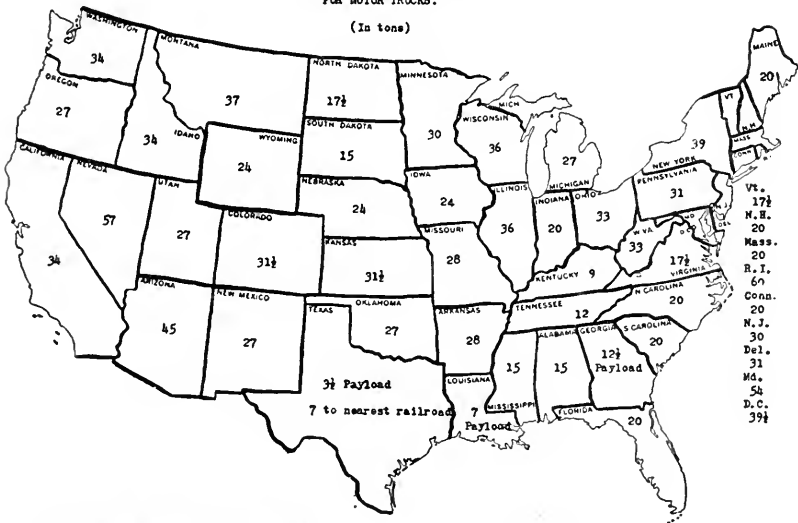 FOR MOTOR TRUCKS.
(In tons)
WASHINGTON
34
MONTANA
37
NORTH DAKOTA
17½
MINNESOTA
30
MAINE
20
OREGON
27
IDAHO
34
WYOMING
24
SOUTH DAKOTA
15
WISCONSIN
36
MICH
MICHIGAN
27
VT
N.H.
MASS
CONN
NEW YORK
39
CALIFORNIA
34
NEVADA
57
UTAH
27
COLORADO
31½
NEBRASKA
24
KANSAS
31½
IOWA
24
MISSOURI
28
ILLINOIS
36
INDIANA
20
OHIO
33
PENNSYLVANIA
31
N.J.
MD
DEL
D.C.
W VA
33
VIRGINIA
17½
KENTUCKY 9
ARIZONA
45
NEW MEXICO
27
TEXAS
3½ Payload
7 to nearest railroad
OKLAHOMA
27
ARKANSAS
28
LOUISIANA
7
Payload
TENNESSEE
12
N CAROLINA
20
S CAROLINA
20
MISSISSIPPI
15
ALABAMA
15
GEORGIA
12½
Payload
FLORIDA
20
Vt.
17½
N.H.
20
Mass.
20
R.I.
60
Conn.
20
N.J.
30
Del.
31
Md.
54
D.C.
39½